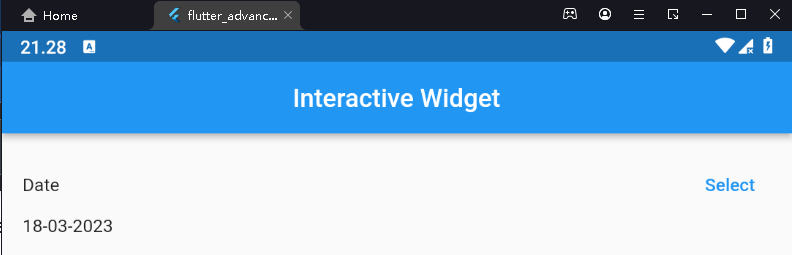 Home
flutter_advanc...
21.28
A
Interactive Widget
Date
Select
18-03-2023